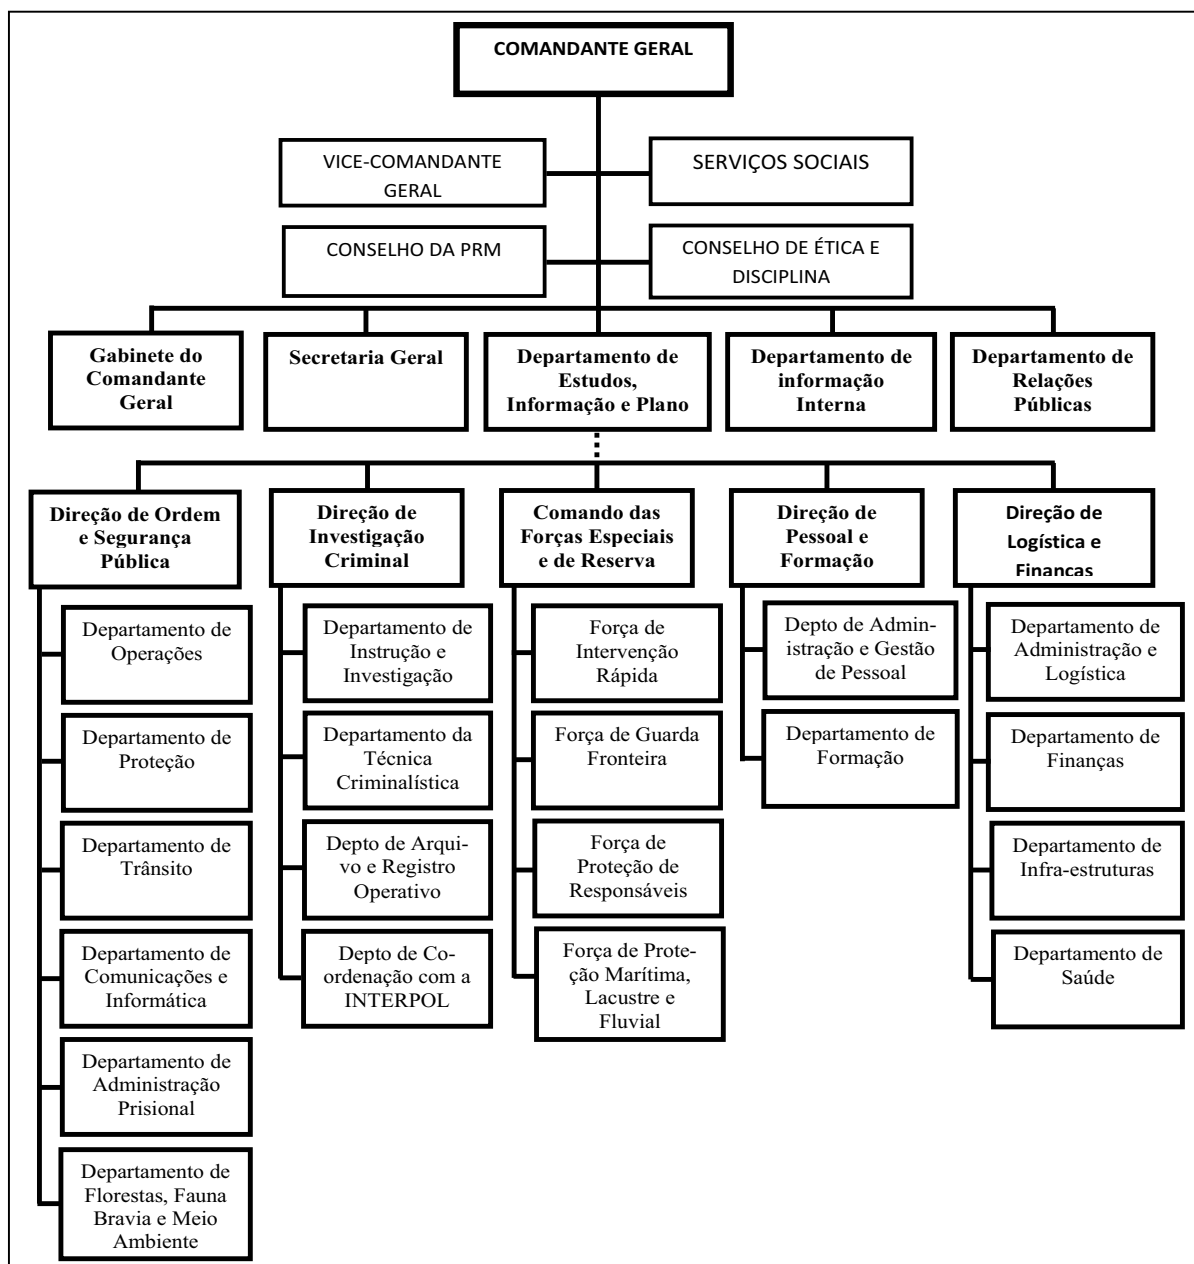 COMANDANTE GERAL
VICE-COMANDANTE
GERAL
SERVIÇOS SOCIAIS
CONSELHO DA PRM
CONSELHO DE ÉTICA E
DISCIPLINA
Gabinete do
Comandante
Geral
Secretaria Geral
Departamento de
Estudos,
Informação e Plano
Departamento de
informação
Interna
Departamento de
Relações
Públicas
Direção de Ordem
e Segurança
Pública
Direção de
Investigação
Criminal
Comando das
Forças Especiais
e de Reserva
Direção de
Pessoal e
Formação
Direção de
Logística e
Finanças
Departamento de
Operações
Departamento de
Proteção
Departamento de
Trânsito
Departamento de
Comunicações e
Informática
Departamento de
Administração
Prisional
Departamento de
Florestas, Fauna
Bravia e Meio
Ambiente
Departamento de
Instrução e
Investigação
Departamento da
Técnica
Criminalística
Depto de Arqui-
vo e Registro
Operativo
Depto de Co-
ordenação com a
INTERPOL
Força de
Intervenção
Rápida
Força de Guarda
Fronteira
Força de
Proteção de
Responsáveis
Força de Prote-
ção Marítima,
Lacustre e
Fluvial
Depto de Admin-
istração e Gestão
de Pessoal
Departamento de
Formação
Departamento de
Administração e
Logística
Departamento de
Finanças
Departamento de
Infra-estruturas
Departamento de
Saúde